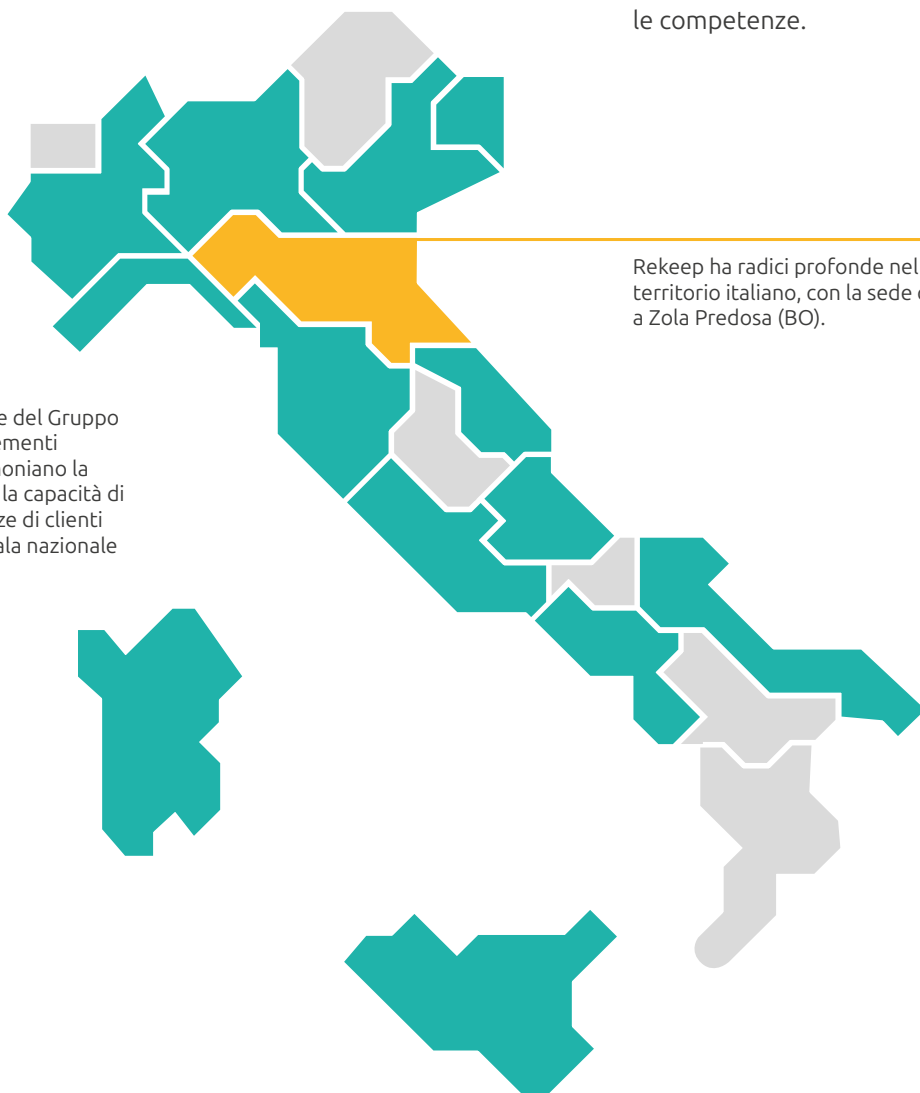 le competenze.
Rekeep ha radici profonde nel
territorio italiano, con la sede
a Zola Predosa (BO).
e del Gruppo
ementi
oniano la
la capacità di
ze di clienti
ala nazionale